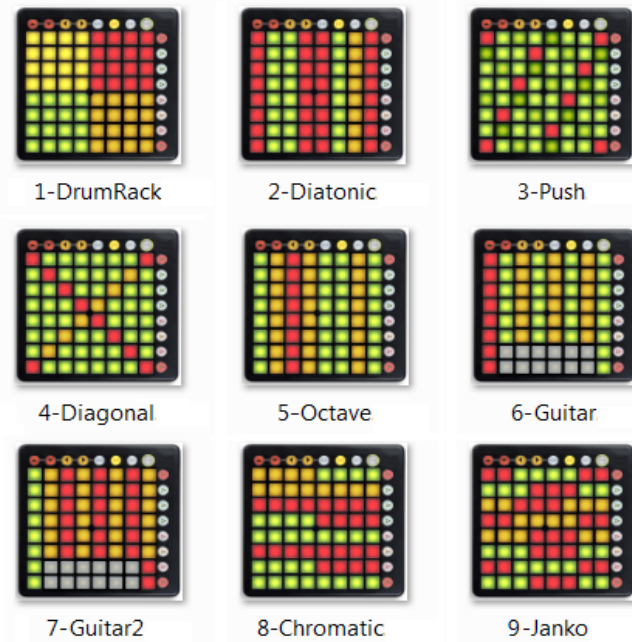 1-DrumRack
2-Diatonic
3-Push
4-Diagonal
5-Octave
6-Guitar
7-Guitar2
8-Chromatic
9-Janko